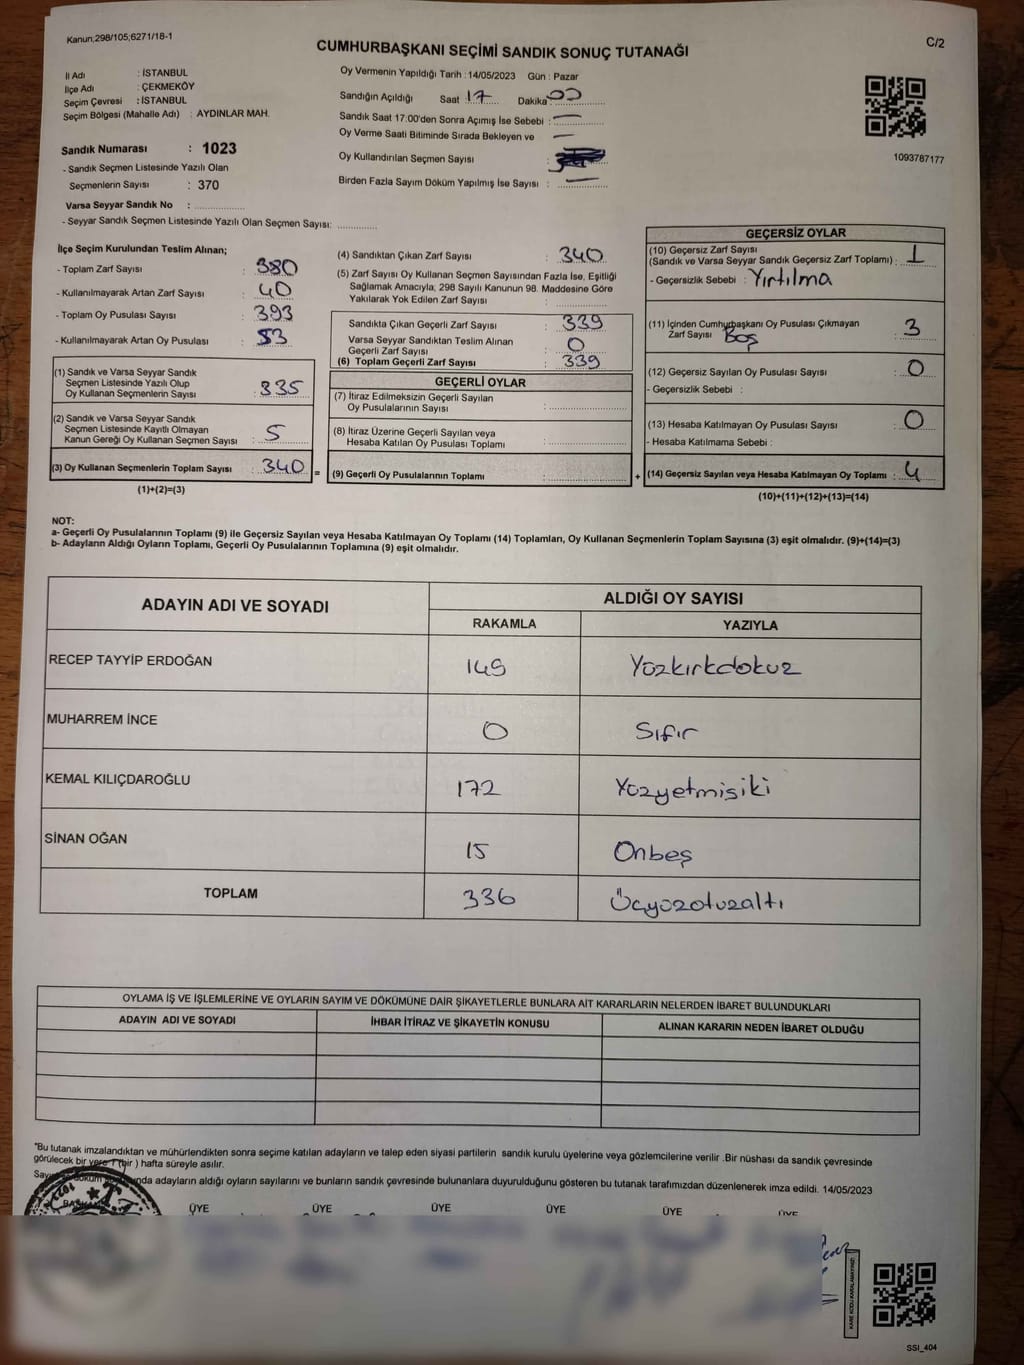 Kanun,298/105;6271/18-1
C/2
CUMHURBAŞKANI SEÇİMİ SANDIK SONUÇ TUTANAĞI
İl Adı : İSTANBUL
İlçe Adı : ÇEKMEKÖY
Seçim Çevresi : İSTANBUL
Seçim Bölgesi (Mahalle Adı) : AYDINLAR MAH.
Sandık Numarası : 1023
- Sandık Seçmen Listesinde Yazılı Olan
Seçmenlerin Sayısı : 370
Varsa Seyyar Sandık No : ..............
- Seyyar Sandık Seçmen Listesinde Yazılı Olan Seçmen Sayısı: ............
Oy Vermenin Yapıldığı Tarih : 14/05/2023 Gün : Pazar
Sandığın Açıldığı Saat 17 Dakika 00
Sandık Saat 17:00'den Sonra Açımış İse Sebebi : —
Oy Verme Saati Bitiminde Sırada Bekleyen ve —
Oy Kullandırılan Seçmen Sayısı :
Birden Fazla Sayım Döküm Yapılmış İse Sayısı : —
1093787177
İlçe Seçim Kurulundan Teslim Alınan;
- Toplam Zarf Sayısı : 380
- Kullanılmayarak Artan Zarf Sayısı : 40
- Toplam Oy Pusulası Sayısı : 393
- Kullanılmayarak Artan Oy Pusulası : 53
(1) Sandık ve Varsa Seyyar Sandık
Seçmen Listesinde Yazılı Olup
Oy Kullanan Seçmenlerin Sayısı : 335
(2) Sandık ve Varsa Seyyar Sandık
Seçmen Listesinde Kayıtlı Olmayan
Kanun Gereği Oy Kullanan Seçmen Sayısı : 5
(3) Oy Kullanan Seçmenlerin Toplam Sayısı : 340 =
(1)+(2)=(3)
(4) Sandıktan Çıkan Zarf Sayısı : 340
(5) Zarf Sayısı Oy Kullanan Seçmen Sayısından Fazla İse, Eşitliği
Sağlamak Amacıyla; 298 Sayılı Kanunun 98. Maddesine Göre
Yakılarak Yok Edilen Zarf Sayısı :
Sandıkta Çıkan Geçerli Zarf Sayısı : 339
Varsa Seyyar Sandıktan Teslim Alınan
Geçerli Zarf Sayısı : 0
(6) Toplam Geçerli Zarf Sayısı : 339
GEÇERLİ OYLAR
(7) İtiraz Edilmeksizin Geçerli Sayılan
Oy Pusulalarının Sayısı :
(8) İtiraz Üzerine Geçerli Sayılan veya
Hesaba Katılan Oy Pusulası Toplamı :
(9) Geçerli Oy Pusulalarının Toplamı : +
GEÇERSİZ OYLAR
(10) Geçersiz Zarf Sayısı
(Sandık ve Varsa Seyyar Sandık Geçersiz Zarf Toplamı) : 1
- Geçersizlik Sebebi : Yırtılma
(11) İçinden Cumhurbaşkanı Oy Pusulası Çıkmayan
Zarf Sayısı Boş : 3
(12) Geçersiz Sayılan Oy Pusulası Sayısı : 0
- Geçersizlik Sebebi :
(13) Hesaba Katılmayan Oy Pusulası Sayısı : 0
- Hesaba Katılmama Sebebi :
(14) Geçersiz Sayılan veya Hesaba Katılmayan Oy Toplamı : 4
(10)+(11)+(12)+(13)=(14)
NOT:
a- Geçerli Oy Pusulalarının Toplamı (9) ile Geçersiz Sayılan veya Hesaba Katılmayan Oy Toplamı (14) Toplamları, Oy Kullanan Seçmenlerin Toplam Sayısına (3) eşit olmalıdır. (9)+(14)=(3)
b- Adayların Aldığı Oyların Toplamı, Geçerli Oy Pusulalarının Toplamına (9) eşit olmalıdır.
ADAYIN ADI VE SOYADI
ALDIĞI OY SAYISI
RAKAMLA YAZIYLA
RECEP TAYYİP ERDOĞAN 149 Yüzkırkdokuz
MUHARREM İNCE 0 Sıfır
KEMAL KILIÇDAROĞLU 172 Yüzyetmişiki
SİNAN OĞAN 15 Onbeş
TOPLAM 336 Üçyüzotuzaltı
OYLAMA İŞ VE İŞLEMLERİNE VE OYLARIN SAYIM VE DÖKÜMÜNE DAİR ŞİKAYETLERLE BUNLARA AİT KARARLARIN NELERDEN İBARET BULUNDUKLARI
ADAYIN ADI VE SOYADI İHBAR İTİRAZ VE ŞİKAYETİN KONUSU ALINAN KARARIN NEDEN İBARET OLDUĞU
*Bu tutanak imzalandıktan ve mühürlendikten sonra seçime katılan adayların ve talep eden siyasi partilerin sandık kurulu üyelerine veya gözlemcilerine verilir .Bir nüshası da sandık çevresinde
görülecek bir yere 1 (bir ) hafta süreyle asılır.
adayların aldığı oyların sayılarını ve bunların sandık çevresinde bulunanlara duyurulduğunu gösteren bu tutanak tarafımızdan düzenlenerek imza edildi. 14/05/2023
ÜYE ÜYE ÜYE ÜYE ÜYE ÜYE
KARE KODU KARALAMAYINIZ!
SSI_404